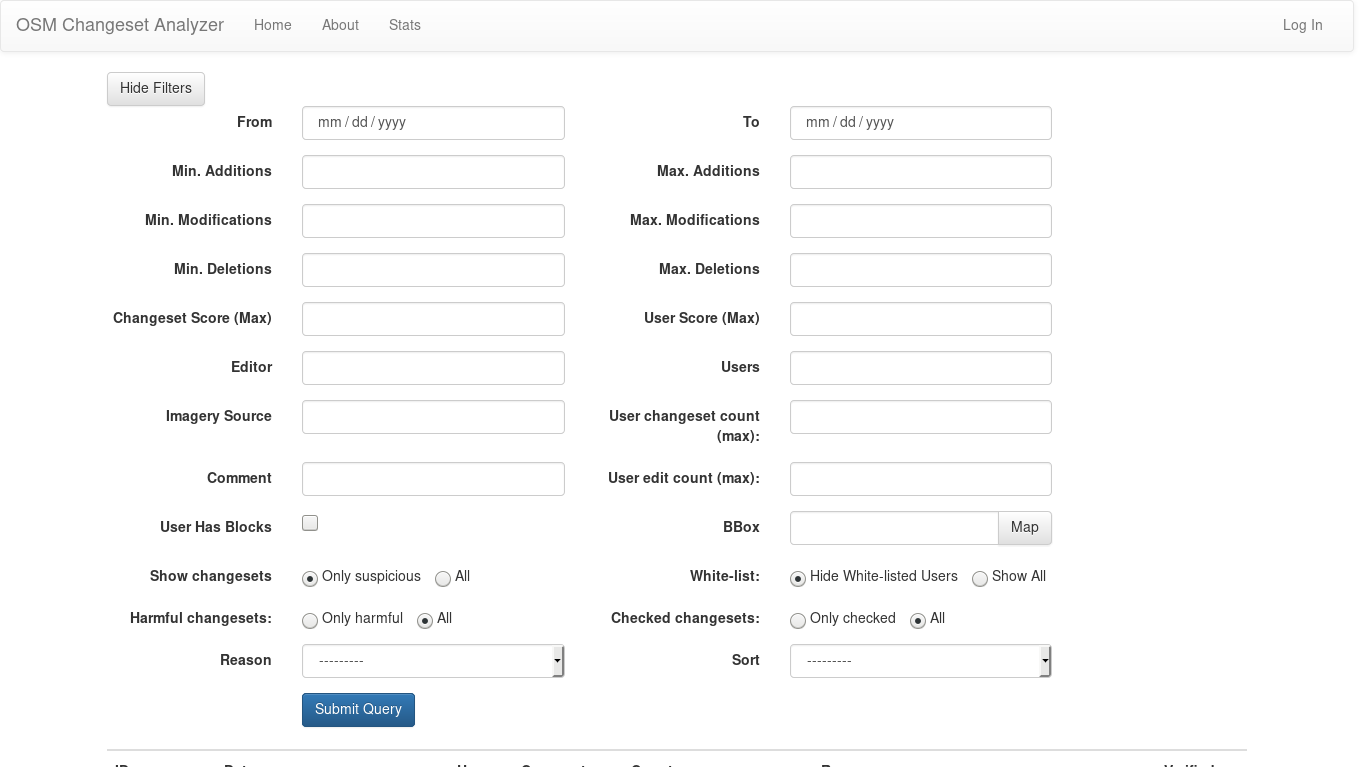 OSM Changeset Analyzer Home About Stats Log In
Hide Filters
From mm / dd / yyyy To mm / dd / yyyy
Min. Additions Max. Additions
Min. Modifications Max. Modifications
Min. Deletions Max. Deletions
Changeset Score (Max) User Score (Max)
Editor Users
Imagery Source User changeset count
(max):
Comment User edit count (max):
User Has Blocks BBox Map
Show changesets Only suspicious All White-list: Hide White-listed Users Show All
Harmful changesets: Only harmful All Checked changesets: Only checked All
Reason --------- Sort ---------
Submit Query